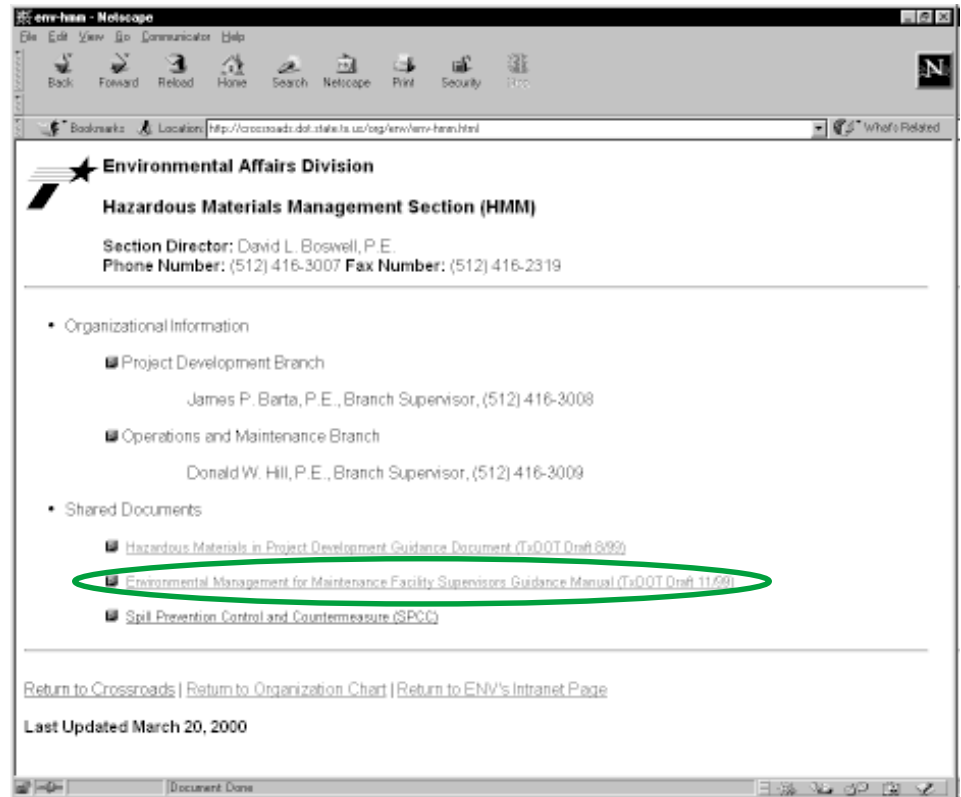 env-hmm - Netscape
File Edit View Go Communicator Help
Back Forward Reload Home Search Netscape Print Security Stop
N
Bookmarks Location: http://crossroads.dot.state.tx.us/org/env/env-hmm.html What's Related
Environmental Affairs Division
Hazardous Materials Management Section (HMM)
Section Director: David L. Boswell, P.E.
Phone Number: (512) 416-3007 Fax Number: (512) 416-2319
• Organizational Information
Project Development Branch
James P. Barta, P.E., Branch Supervisor, (512) 416-3008
Operations and Maintenance Branch
Donald W. Hill, P.E., Branch Supervisor, (512) 416-3009
• Shared Documents
Hazardous Materials in Project Development Guidance Document (TxDOT Draft 8/99)
Environmental Management for Maintenance Facility Supervisors Guidance Manual (TxDOT Draft 11/99)
Spill Prevention Control and Countermeasure (SPCC)
Return to Crossroads | Return to Organization Chart | Return to ENV's Intranet Page
Last Updated March 20, 2000
Document: Done